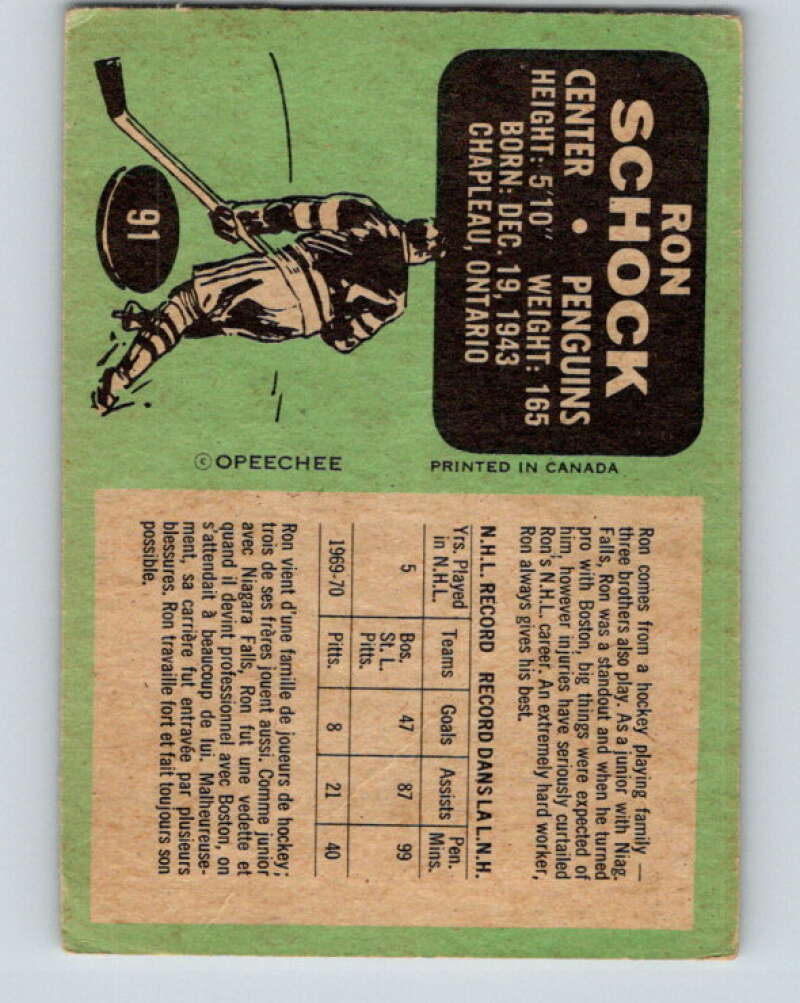 RON
SCHOCK
CENTER • PENGUINS
HEIGHT: 5'10" WEIGHT: 165
BORN: DEC. 19, 1943
CHAPLEAU, ONTARIO
91
©OPEECHEE
PRINTED IN CANADA
Ron comes from a hockey playing family —
three brothers also play. As a junior with Niag.
Falls, Ron was a standout and when he turned
pro with Boston, big things were expected of
him, however injuries have seriously curtailed
Ron's N.H.L. career. An extremely hard worker,
Ron always gives his best.
N.H.L. RECORD RECORD DANS LA L.N.H.
Yrs. Played in N.H.L. Teams Goals Assists Pen. Mins.
5 Bos. St. L. Pitts. 47 87 99
1969-70 Pitts. 8 21 40
Ron vient d'une famille de joueurs de hockey;
trois de ses frères jouent aussi. Comme junior
avec Niagara Falls, Ron fut une vedette et
quand il devint professionnel avec Boston, on
s'attendait à beaucoup de lui. Malheureuse-
ment, sa carrière fut entravée par plusieurs
blessures. Ron travaille fort et fait toujours son
possible.